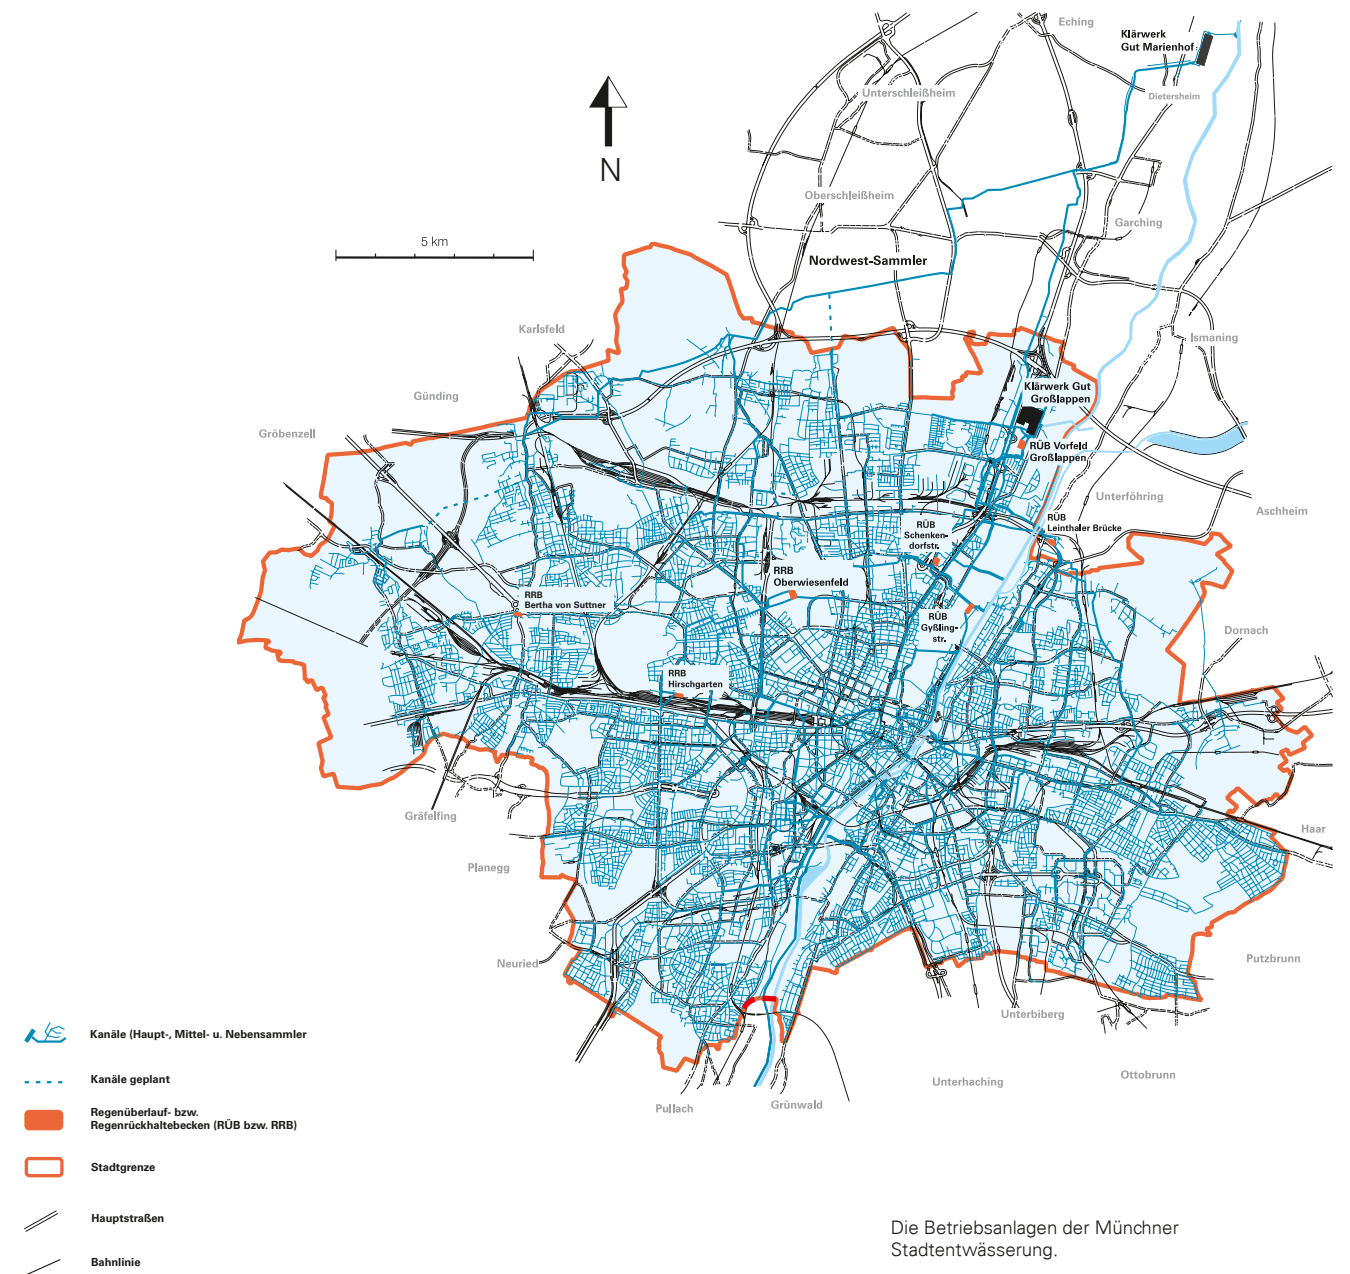 Eching
Klärwerk
Gut Marienhof
Unterschleißheim
Dietersheim
N
Oberschleißheim
Garching
5 km
Nordwest-Sammler
Karlsfeld
Ismaning
Klärwerk Gut
Großlappen
Günding
Gröbenzell
RÜB Vorfeld
Großlappen
Unterföhring
Aschheim
RÜB
Leinthaler Brücke
RÜB
Schenken-
dorfstr.
RRB
Oberwiesenfeld
RRB
Bertha von Suttner
RÜB
Gyßling-
str.
Dornach
RRB
Hirschgarten
Gräfelfing
Haar
Planegg
Neuried
Putzbrunn
Unterbiberg
Ottobrunn
Unterhaching
Pullach
Grünwald
Kanäle (Haupt-, Mittel- u. Nebensammler
Kanäle geplant
Regenüberlauf- bzw.
Regenrückhaltebecken (RÜB bzw. RRB)
Stadtgrenze
Hauptstraßen
Bahnlinie
Die Betriebsanlagen der Münchner
Stadtentwässerung.